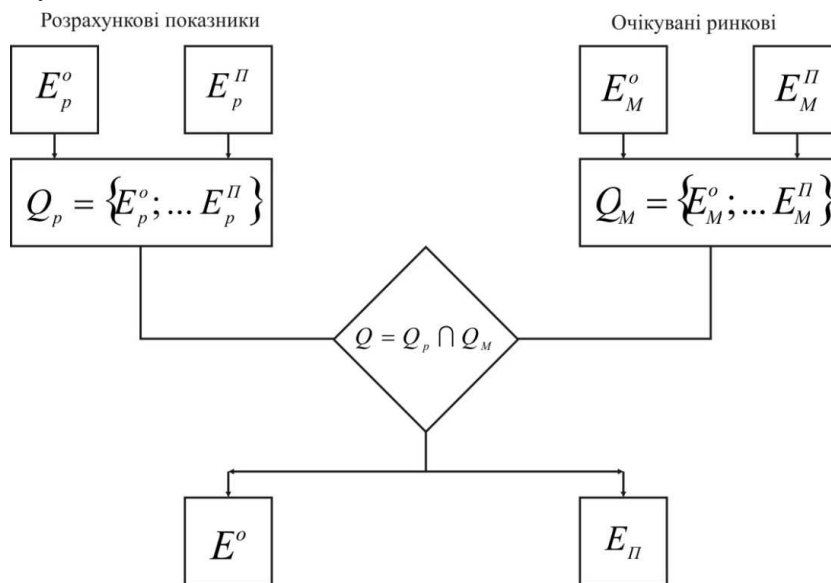 Розрахункові показники
Очікувані ринкові
E_p^o
E_p^П
E_M^o
E_M^П
Q_p = {E_p^o; ... E_p^П}
Q_M = {E_M^o; ... E_M^П}
Q = Q_p ∩ Q_M
E^o
E_П